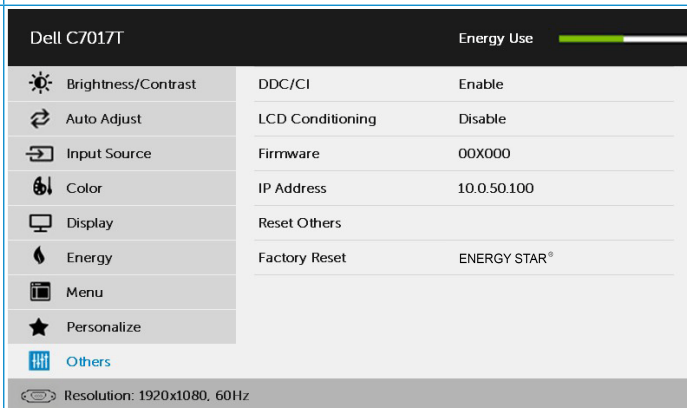 Dell C7017T Energy Use
Brightness/Contrast DDC/CI Enable
Auto Adjust LCD Conditioning Disable
Input Source Firmware 00X000
Color IP Address 10.0.50.100
Display Reset Others
Energy Factory Reset ENERGY STAR®
Menu
Personalize
Others
Resolution: 1920x1080, 60Hz